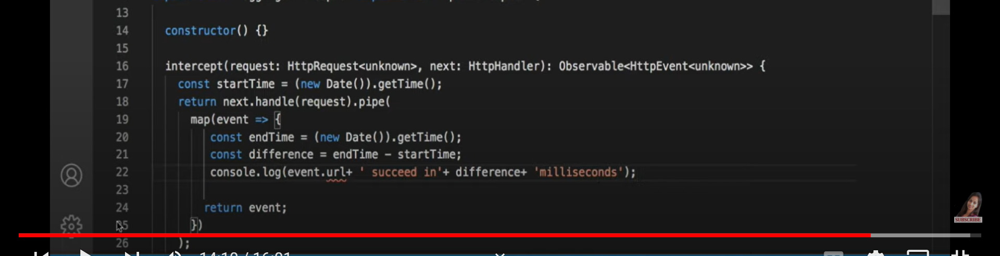 13
14 constructor() {}
15
16 intercept(request: HttpRequest<unknown>, next: HttpHandler): Observable<HttpEvent<unknown>> {
17 const startTime = (new Date()).getTime();
18 return next.handle(request).pipe(
19 map(event => {
20 const endTime = (new Date()).getTime();
21 const difference = endTime - startTime;
22 console.log(event.url+ ' succeed in'+ difference+ 'milliseconds');
23
24 return event;
25 })
26 );
SUBSCRIBE